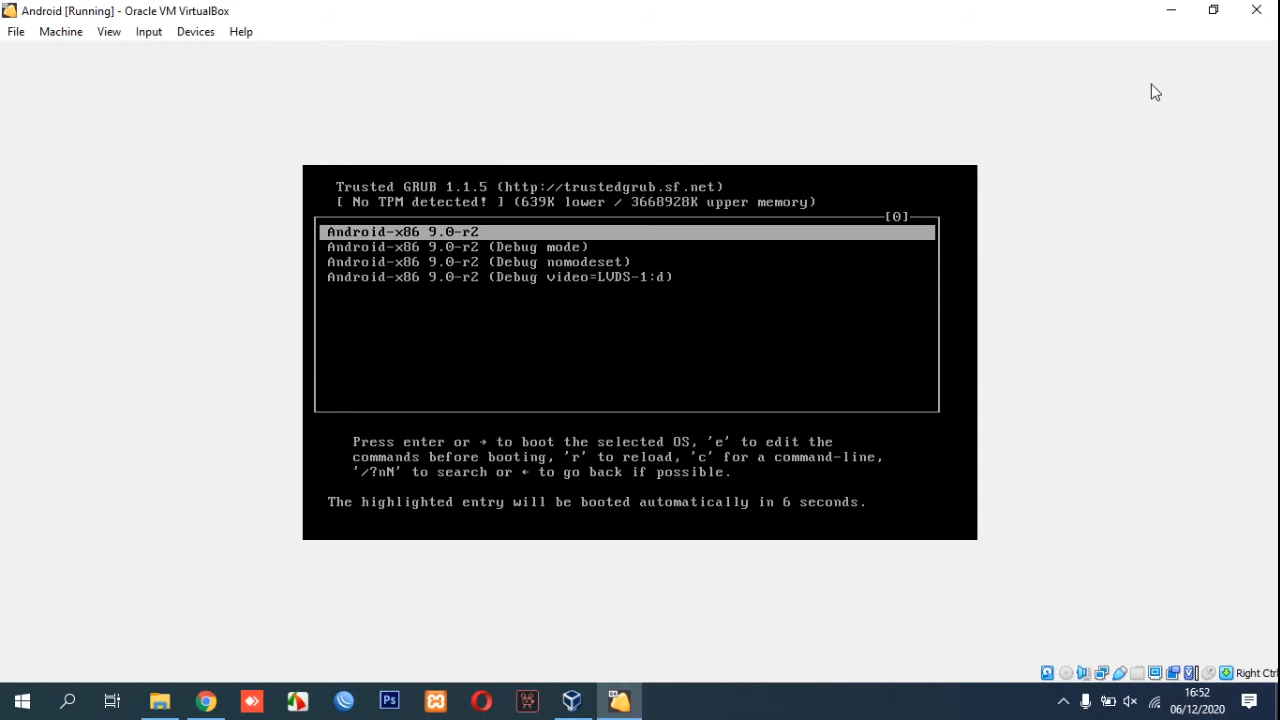 Android [Running] - Oracle VM VirtualBox
File Machine View Input Devices Help
Trusted GRUB 1.1.5 (http://trustedgrub.sf.net)
[ No TPM detected! ] (639K lower / 3668928K upper memory)
[0]
Android-x86 9.0-r2
Android-x86 9.0-r2 (Debug mode)
Android-x86 9.0-r2 (Debug nomodeset)
Android-x86 9.0-r2 (Debug video=LVDS-1:d)
Press enter or → to boot the selected OS, 'e' to edit the
commands before booting, 'r' to reload, 'c' for a command-line,
'/?nN' to search or ← to go back if possible.
The highlighted entry will be booted automatically in 6 seconds.
Right Ctrl
Ps
16:52
06/12/2020